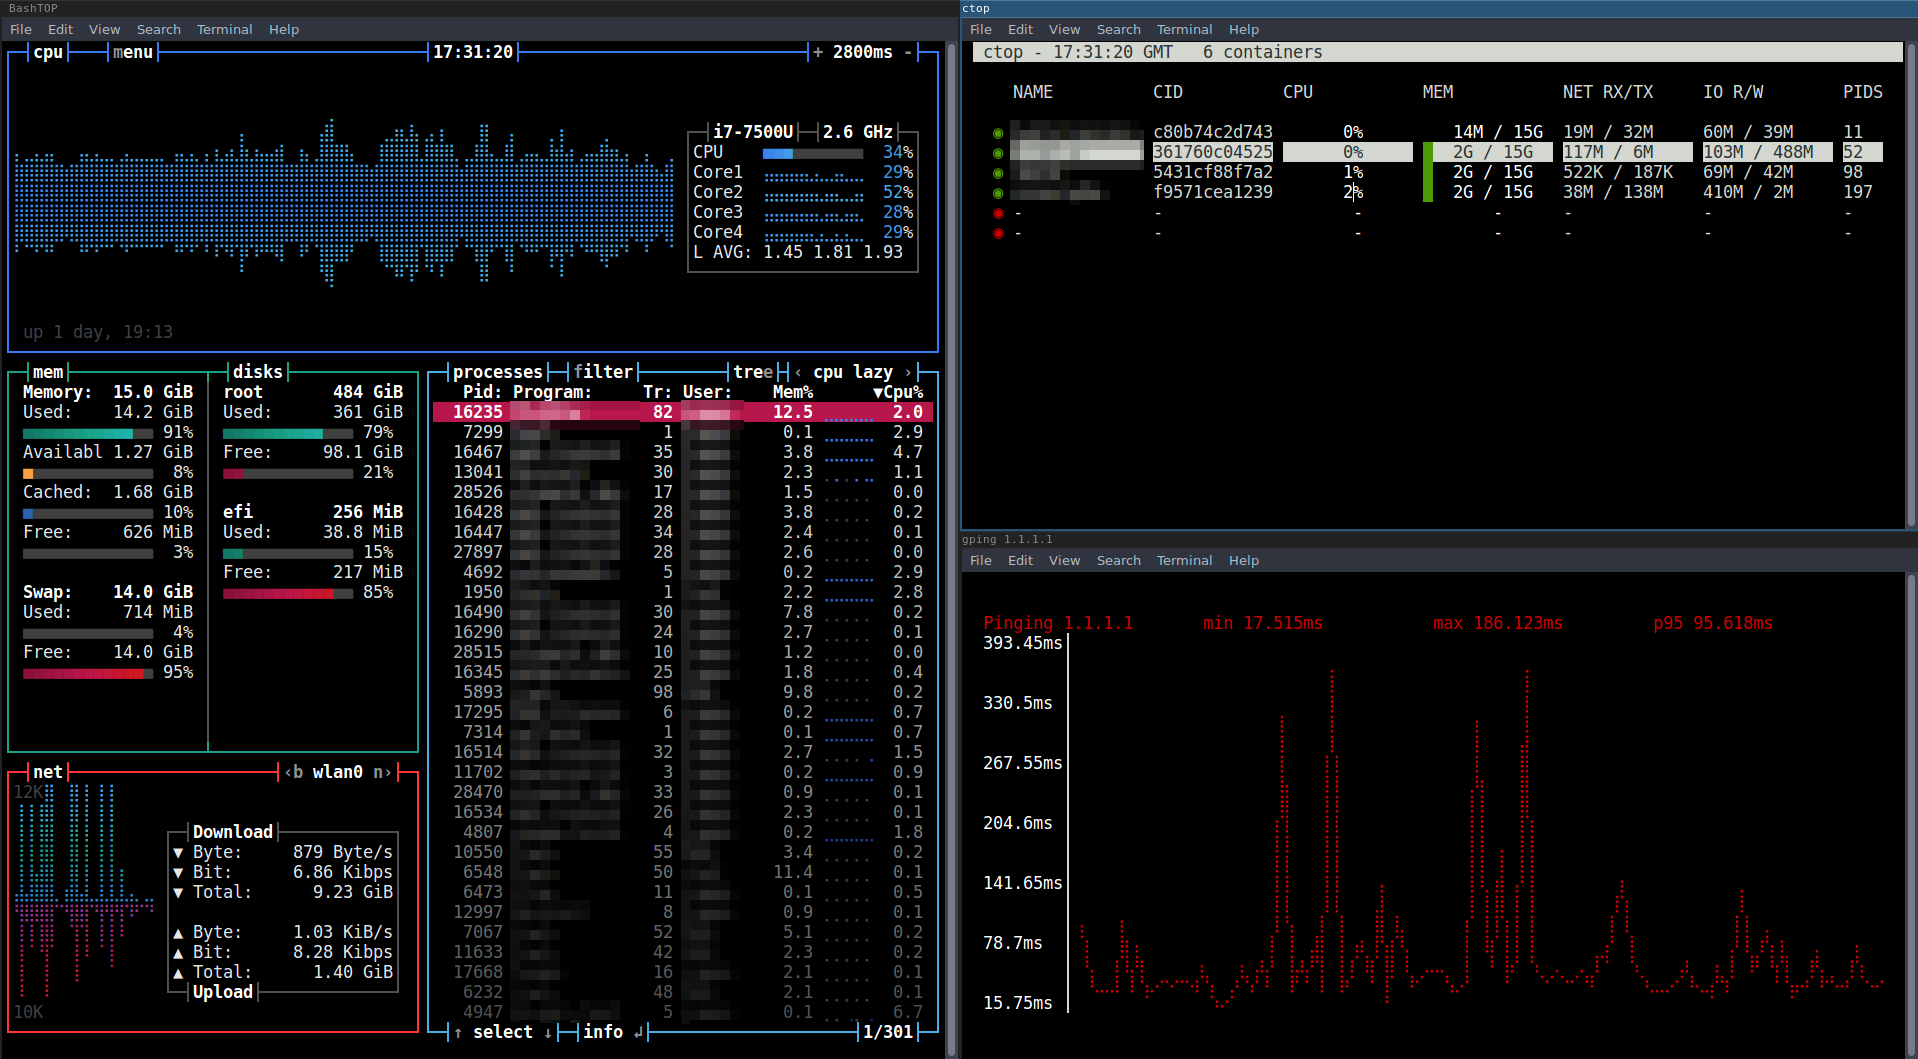 BashTOP
File Edit View Search Terminal Help
cpu menu 17:31:20 + 2800ms -
i7-7500U 2.6 GHz
CPU 34%
Core1 29%
Core2 52%
Core3 28%
Core4 29%
L AVG: 1.45 1.81 1.93
up 1 day, 19:13
mem
Memory: 15.0 GiB
Used: 14.2 GiB
91%
Availabl 1.27 GiB
8%
Cached: 1.68 GiB
10%
Free: 626 MiB
3%
Swap: 14.0 GiB
Used: 714 MiB
4%
Free: 14.0 GiB
95%
disks
root 484 GiB
Used: 361 GiB
79%
Free: 98.1 GiB
21%
efi 256 MiB
Used: 38.8 MiB
15%
Free: 217 MiB
85%
net ‹b wlan0 n›
12K
Download
▼ Byte: 879 Byte/s
▼ Bit: 6.86 Kibps
▼ Total: 9.23 GiB
▲ Byte: 1.03 KiB/s
▲ Bit: 8.28 Kibps
▲ Total: 1.40 GiB
Upload
10K
processes filter tree ‹ cpu lazy ›
Pid: Program: Tr: User: Mem% ▼Cpu%
16235 82 12.5 2.0
7299 1 0.1 2.9
16467 35 3.8 4.7
13041 30 2.3 1.1
28526 17 1.5 0.0
16428 28 3.8 0.2
16447 34 2.4 0.1
27897 28 2.6 0.0
4692 5 0.2 2.9
1950 1 2.2 2.8
16490 30 7.8 0.2
16290 24 2.7 0.1
28515 10 1.2 0.0
16345 25 1.8 0.4
5893 98 9.8 0.2
17295 6 0.2 0.7
7314 1 0.1 0.7
16514 32 2.7 1.5
11702 3 0.2 0.9
28470 33 0.9 0.1
16534 26 2.3 0.1
4807 4 0.2 1.8
10550 55 3.4 0.2
6548 50 11.4 0.1
6473 11 0.1 0.5
12997 8 0.9 0.1
7067 52 5.1 0.2
11633 42 2.3 0.2
17668 16 2.1 0.1
6232 48 2.1 0.1
4947 5 0.1 6.7
↑ select ↓ info ↲ 1/301
ctop
File Edit View Search Terminal Help
ctop - 17:31:20 GMT 6 containers
NAME CID CPU MEM NET RX/TX IO R/W PIDS
c80b74c2d743 0% 14M / 15G 19M / 32M 60M / 39M 11
361760c04525 0% 2G / 15G 117M / 6M 103M / 488M 52
5431cf88f7a2 1% 2G / 15G 522K / 187K 69M / 42M 98
f9571cea1239 2% 2G / 15G 38M / 138M 410M / 2M 197
- - - - - - -
- - - - - - -
gping 1.1.1.1
File Edit View Search Terminal Help
Pinging 1.1.1.1 min 17.515ms max 186.123ms p95 95.618ms
393.45ms
330.5ms
267.55ms
204.6ms
141.65ms
78.7ms
15.75ms